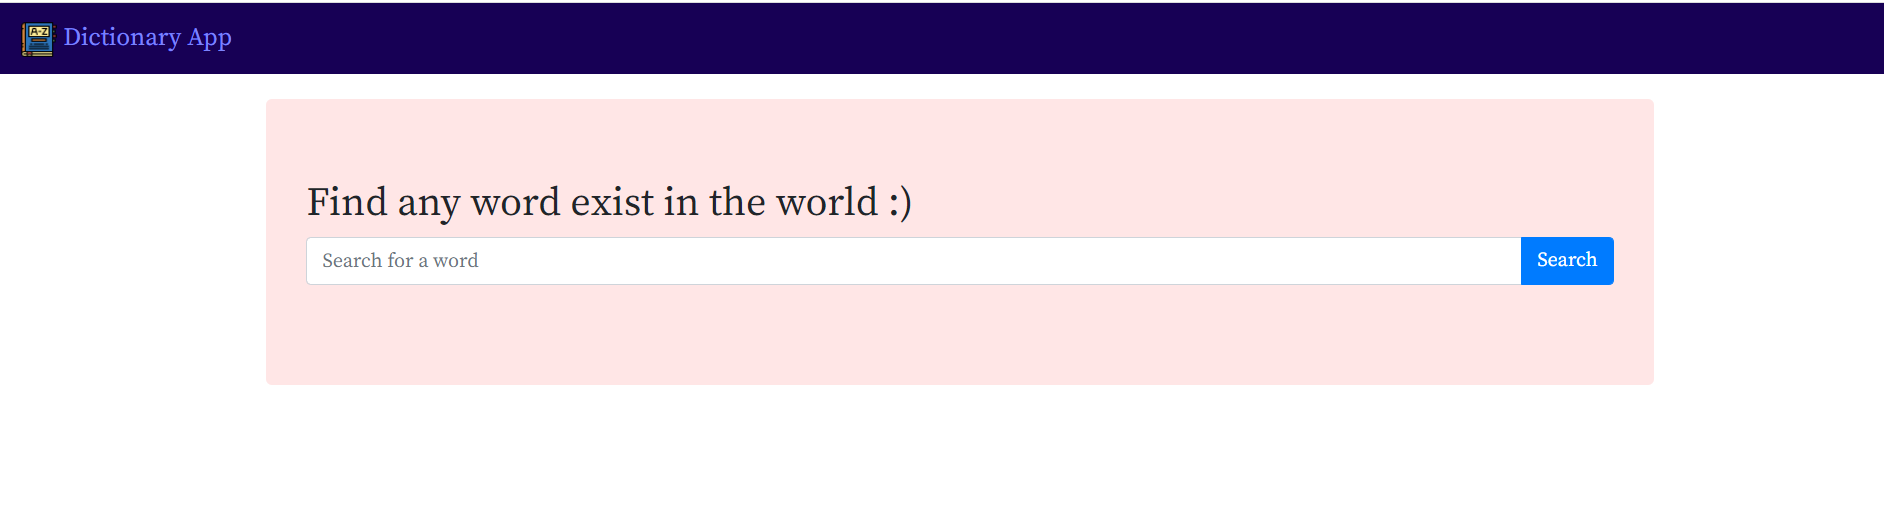 A-Z
Dictionary App
Find any word exist in the world :)
Search for a word
Search